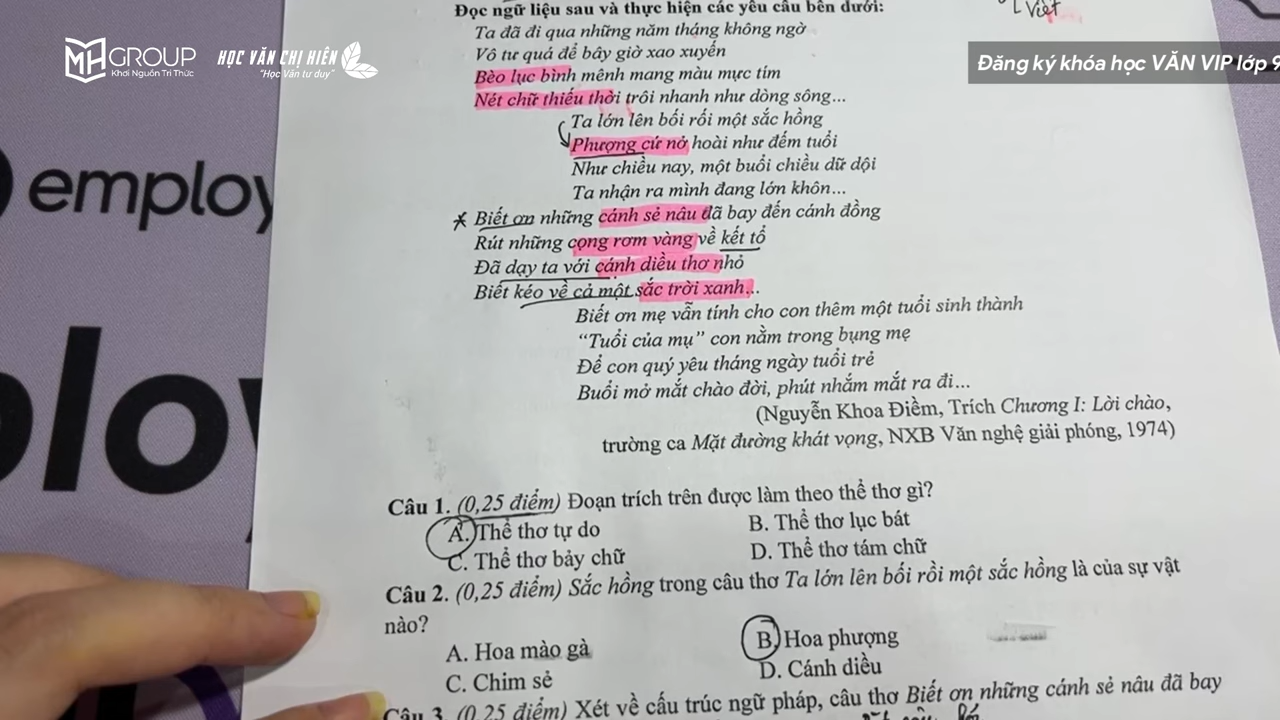 Đọc ngữ liệu sau và thực hiện các yêu cầu bên dưới:
Việt
Ta đã đi qua những năm tháng không ngờ
Vô tư quá để bây giờ xao xuyến
Bèo lục bình mênh mang màu mực tím
Nét chữ thiếu thời trôi nhanh như dòng sông...
Ta lớn lên bối rối một sắc hồng
Phượng cứ nở hoài như đếm tuổi
Như chiều nay, một buổi chiều dữ dội
Ta nhận ra mình đang lớn khôn...
Biết ơn những cánh sẻ nâu đã bay đến cánh đồng
Rút những cọng rơm vàng về kết tổ
Đã dạy ta với cánh diều thơ nhỏ
Biết kéo về cả một sắc trời xanh...
Biết ơn mẹ vẫn tính cho con thêm một tuổi sinh thành
“Tuổi của mụ” con nằm trong bụng mẹ
Để con quý yêu tháng ngày tuổi trẻ
Buổi mở mắt chào đời, phút nhắm mắt ra đi...
(Nguyễn Khoa Điềm, Trích Chương I: Lời chào,
trường ca Mặt đường khát vọng, NXB Văn nghệ giải phóng, 1974)
Câu 1. (0,25 điểm) Đoạn trích trên được làm theo thể thơ gì?
A. Thể thơ tự do
B. Thể thơ lục bát
C. Thể thơ bảy chữ
D. Thể thơ tám chữ
Câu 2. (0,25 điểm) Sắc hồng trong câu thơ Ta lớn lên bối rồi một sắc hồng là của sự vật
nào?
A. Hoa mào gà
B. Hoa phượng
C. Chim sẻ
D. Cánh diều
Câu 3. (0,25 điểm) Xét về cấu trúc ngữ pháp, câu thơ Biết ơn những cánh sẻ nâu đã bay
MH GROUP
Khơi Nguồn Tri Thức
HỌC VĂN CHỊ HIÊN
"Học Văn tư duy"
Đăng ký khóa học VĂN VIP lớp 9
employ
ploy